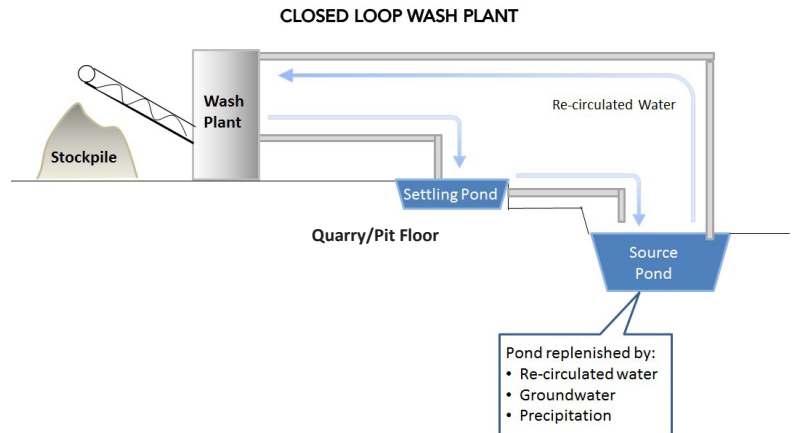 CLOSED LOOP WASH PLANT
Wash
Plant
Re-circulated Water
Stockpile
Settling Pond
Quarry/Pit Floor
Source
Pond
Pond replenished by:
• Re-circulated water
• Groundwater
• Precipitation